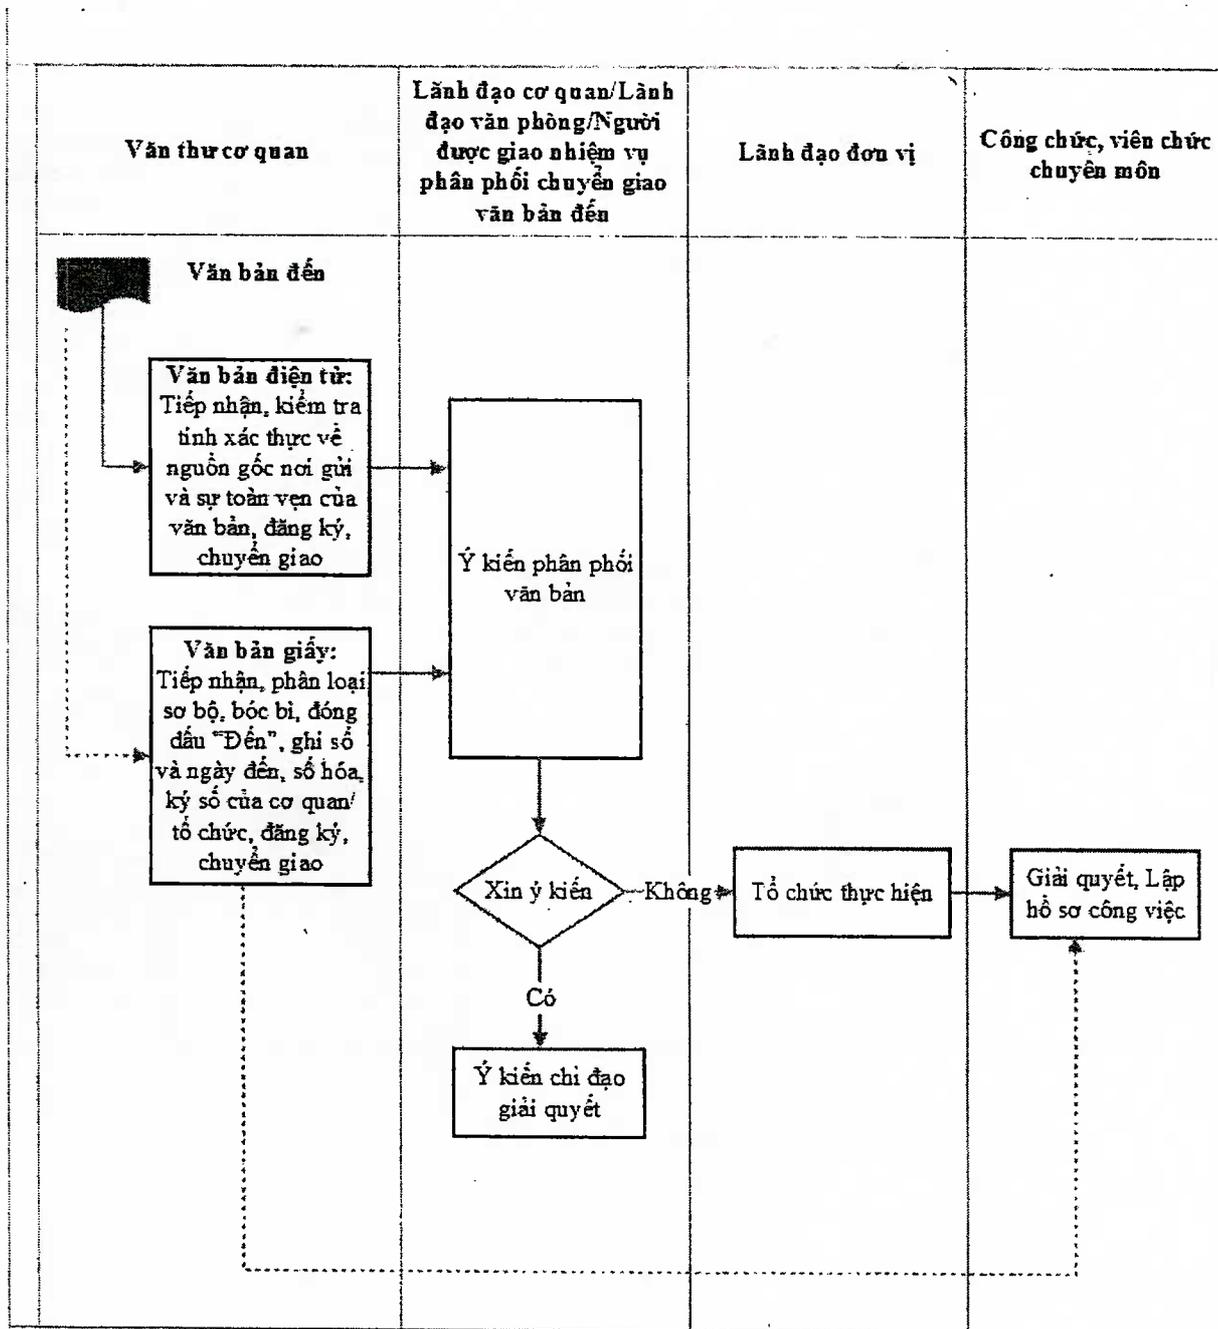 Văn thư cơ quan
Lãnh đạo cơ quan/Lãnh
đạo văn phòng/Người
được giao nhiệm vụ
phân phối chuyển giao
văn bản đến
Lãnh đạo đơn vị
Công chức, viên chức
chuyên môn
Văn bản đến
Văn bản điện tử:
Tiếp nhận, kiểm tra
tính xác thực về
nguồn gốc nơi gửi
và sự toàn vẹn của
văn bản, đăng ký,
chuyển giao
Văn bản giấy:
Tiếp nhận, phân loại
sơ bộ, bóc bì, đóng
dấu "Đến", ghi số
và ngày đến, số hóa,
ký số của cơ quan/
tổ chức, đăng ký,
chuyển giao
Ý kiến phân phối
văn bản
Xin ý kiến
Không
Tổ chức thực hiện
Giải quyết, Lập
hồ sơ công việc
Có
Ý kiến chỉ đạo
giải quyết